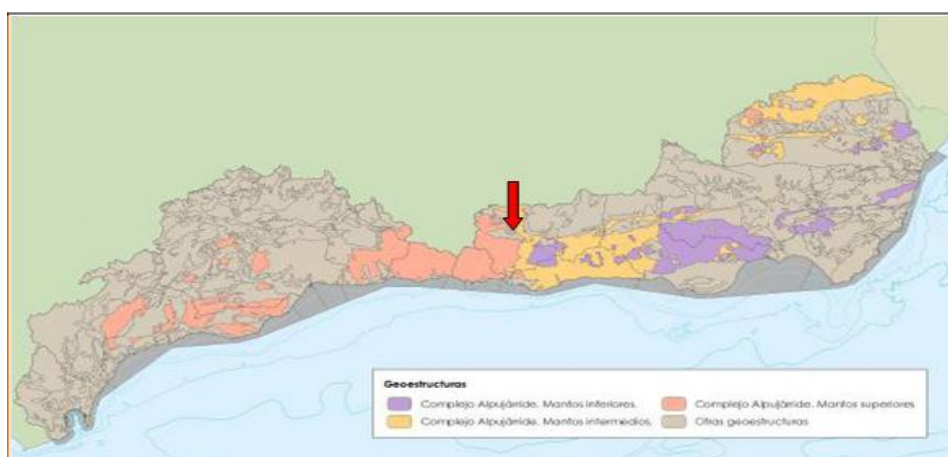 Geoestructuras
Complejo Alpujárride. Mantos inferiores.
Complejo Alpujárride. Mantos superiores
Complejo Alpujárride. Mantos intermedios.
Otras geoestructuras